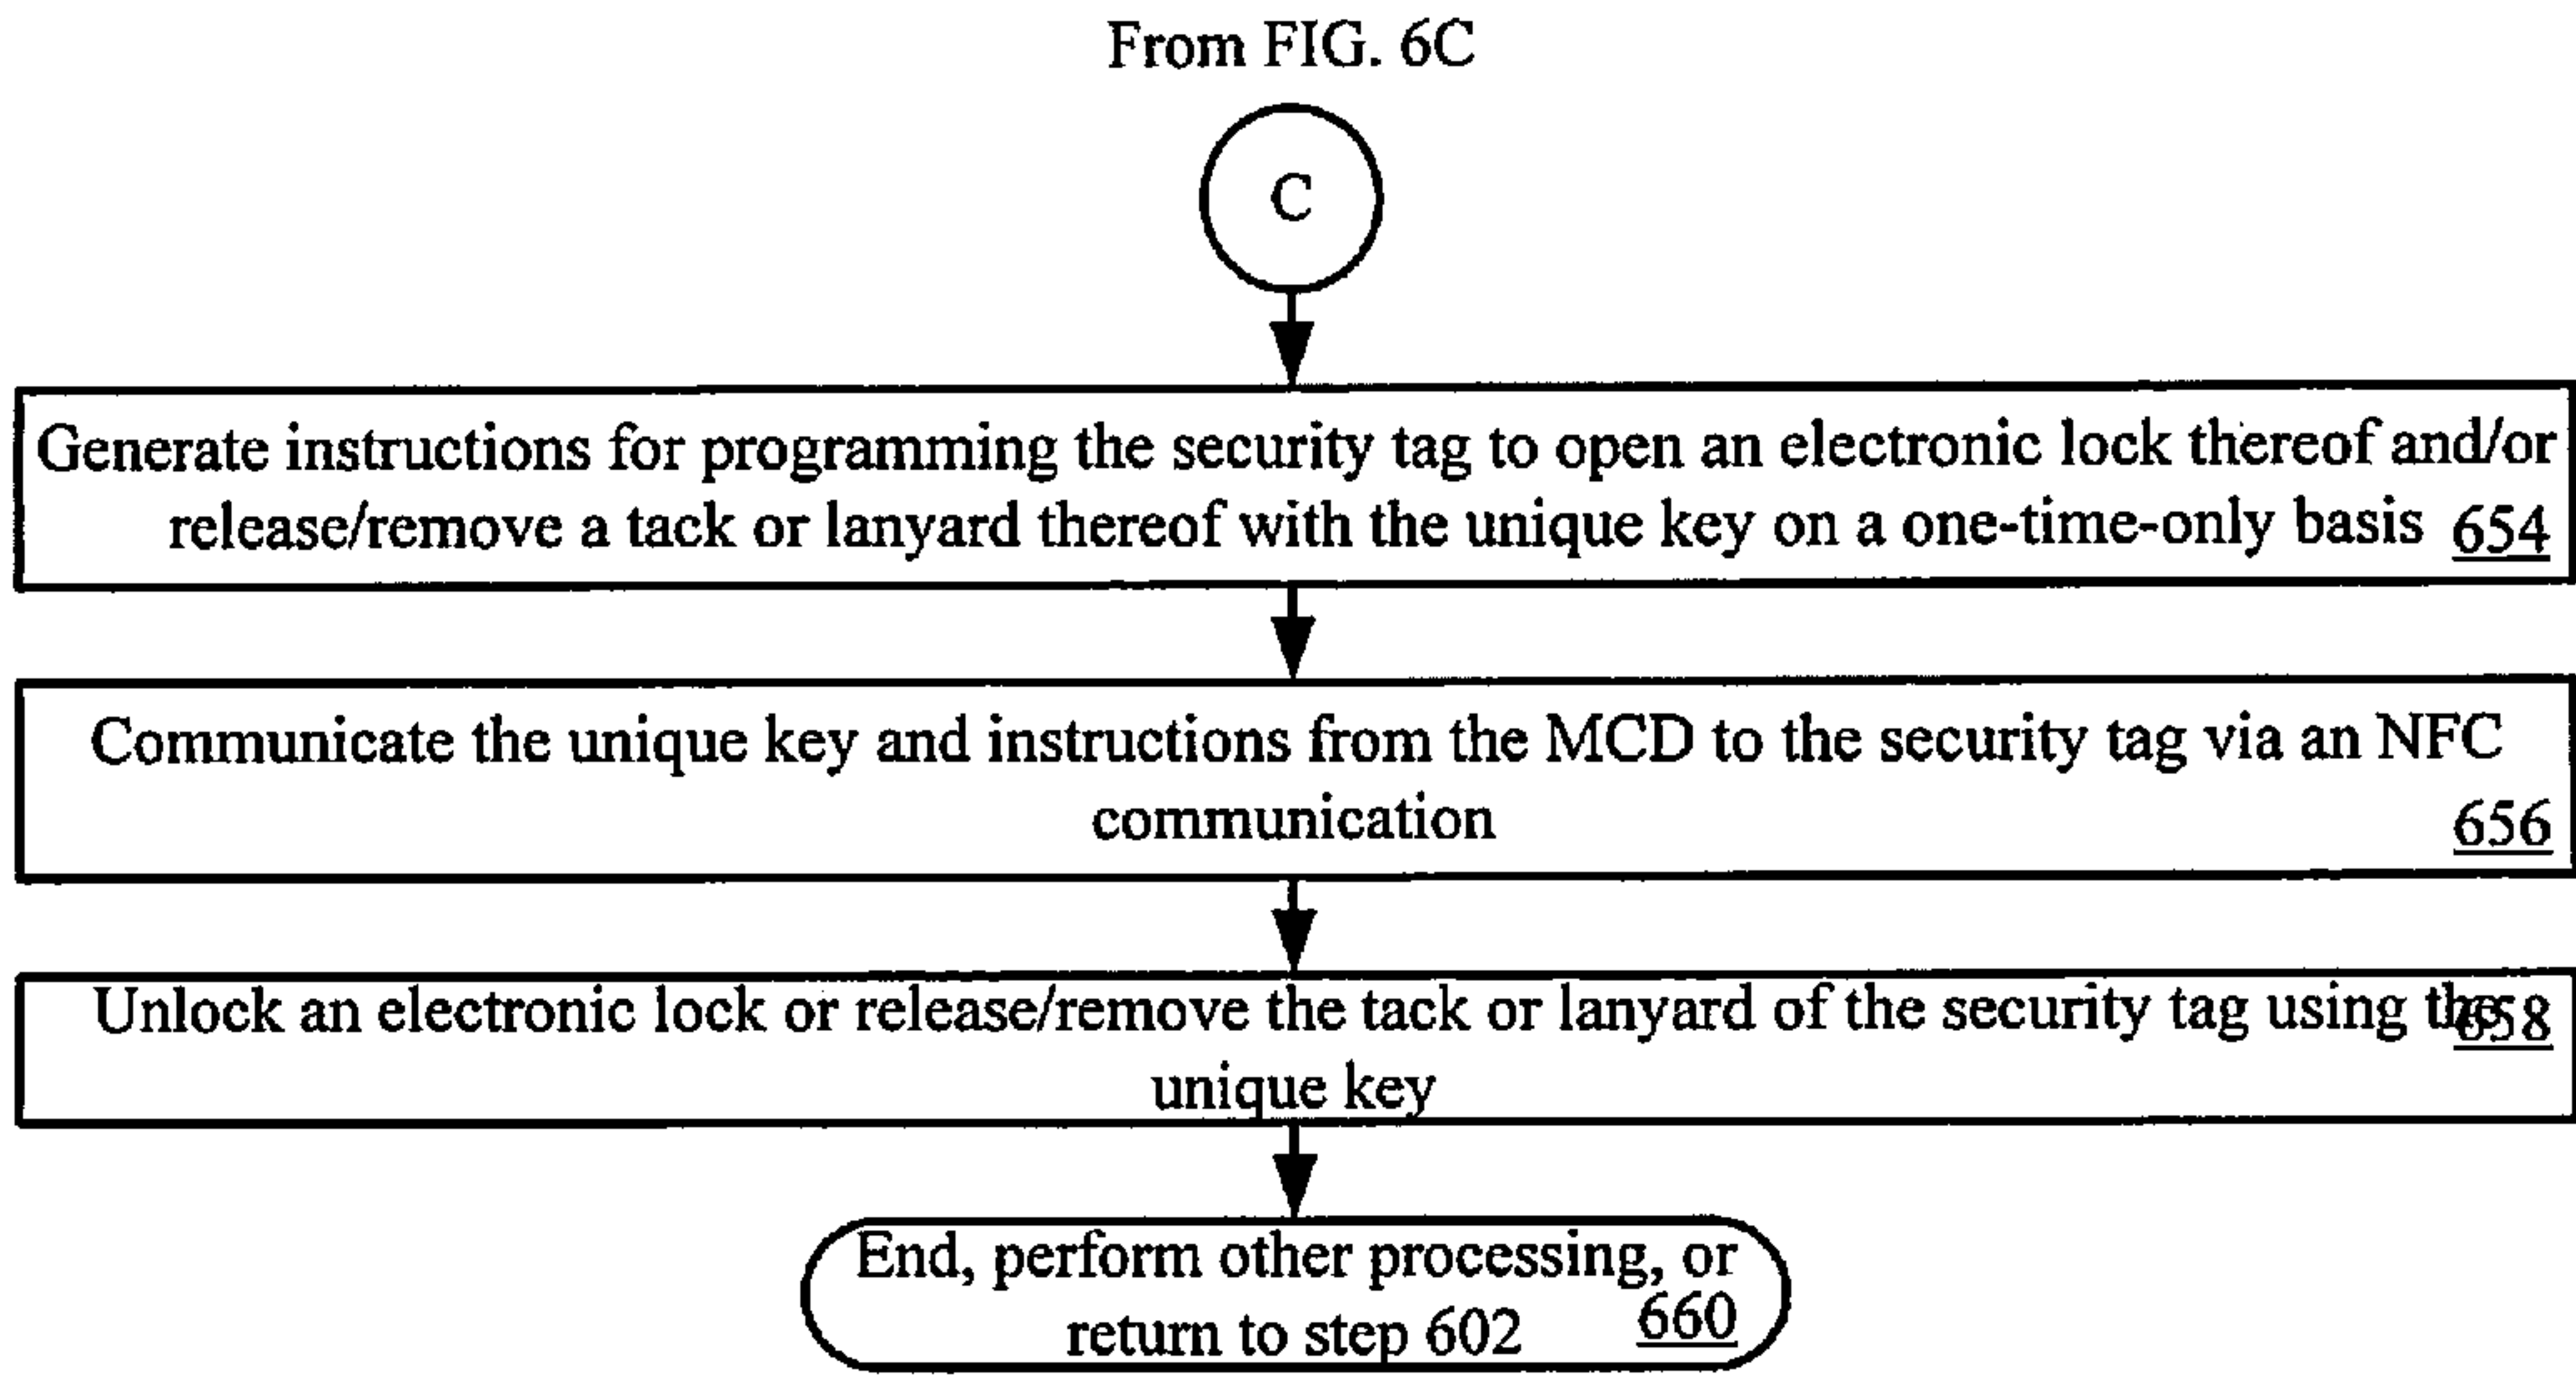 From FIG. 6C
C
Generate instructions for programming the security tag to open an electronic lock thereof and/or
release/remove a tack or lanyard thereof with the unique key on a one-time-only basis 654
Communicate the unique key and instructions from the MCD to the security tag via an NFC
communication 656
Unlock an electronic lock or release/remove the tack or lanyard of the security tag using the 658
unique key
End, perform other processing, or
return to step 602 660